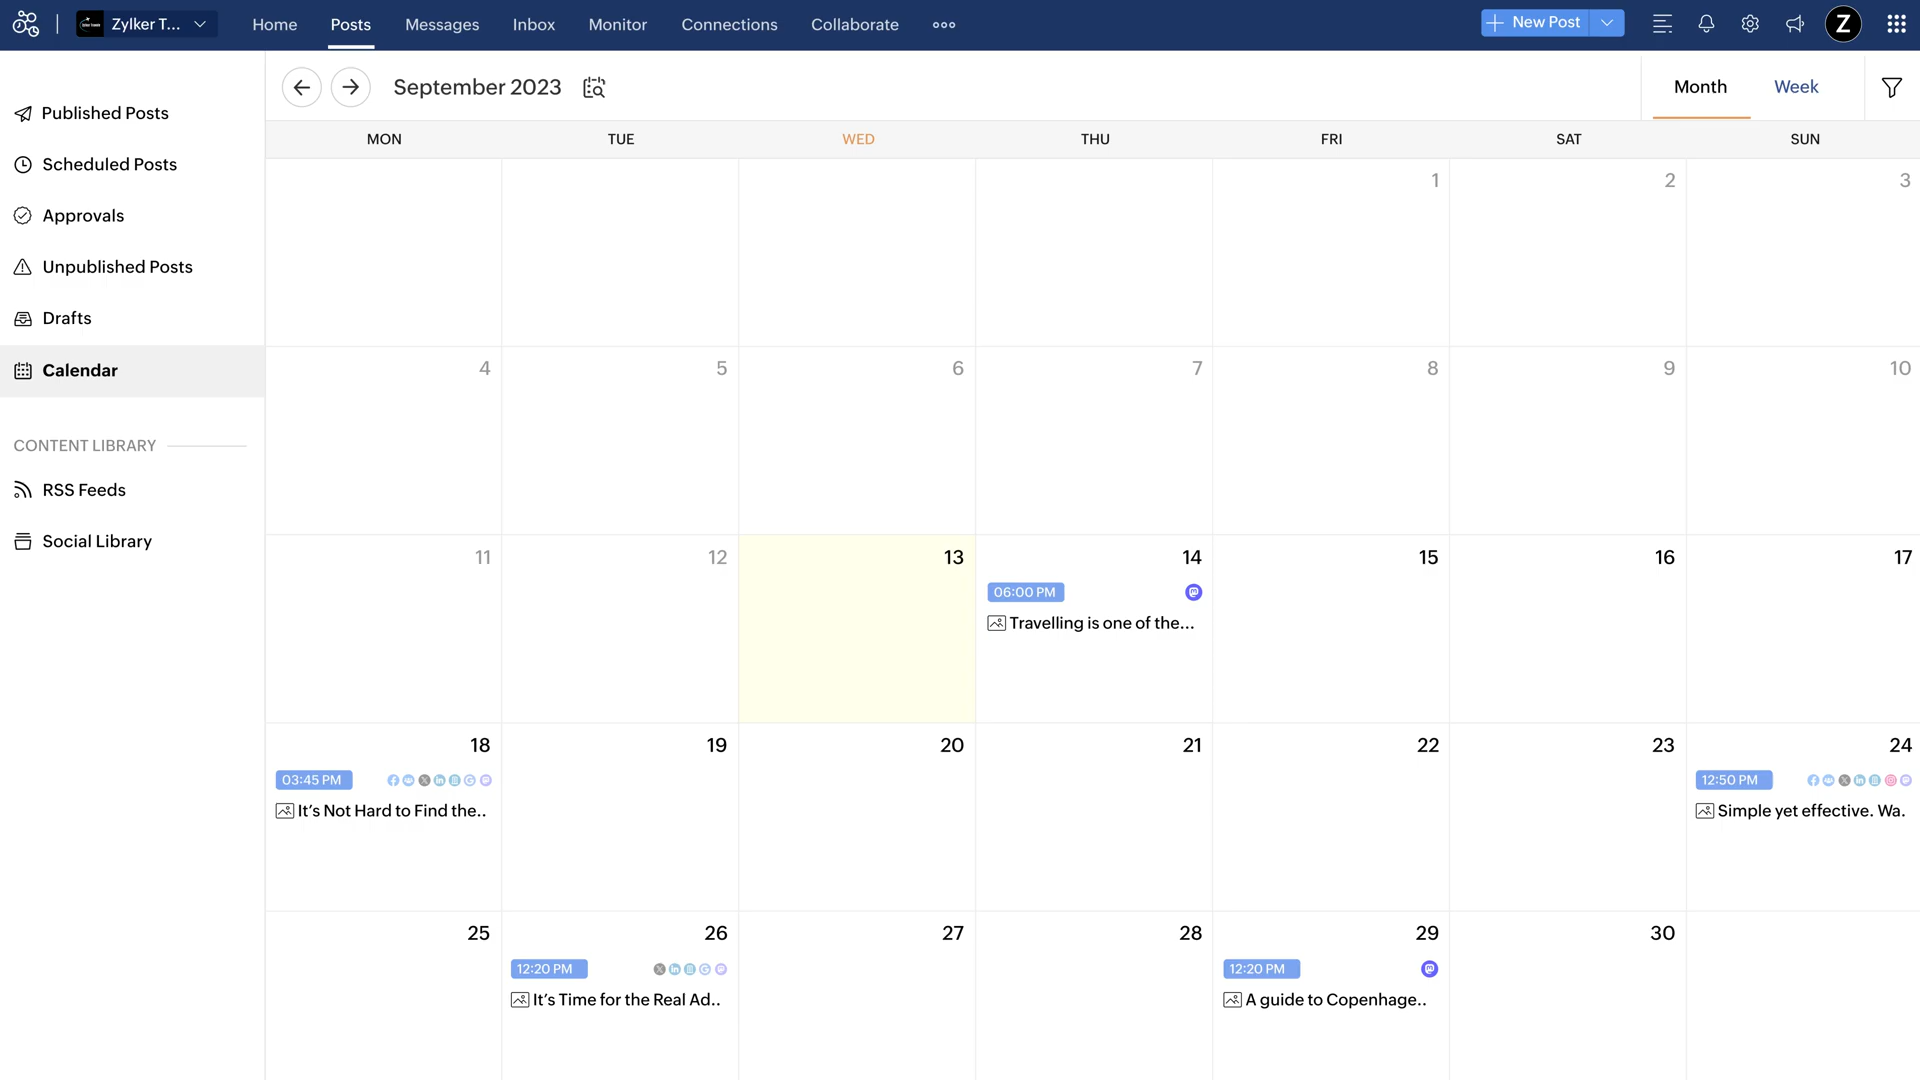 Zylker T...
Home
Posts
Messages
Inbox
Monitor
Connections
Collaborate
New Post
Z
Published Posts
Scheduled Posts
Approvals
Unpublished Posts
Drafts
Calendar
CONTENT LIBRARY
RSS Feeds
Social Library
September 2023
Month
Week
MON TUE WED THU FRI SAT SUN
1 2 3
4 5 6 7 8 9 10
11 12 13 14 15 16 17
06:00 PM
Travelling is one of the...
18 19 20 21 22 23 24
03:45 PM
It's Not Hard to Find the..
12:50 PM
Simple yet effective. Wa.
25 26 27 28 29 30
12:20 PM
It's Time for the Real Ad..
12:20 PM
A guide to Copenhage..